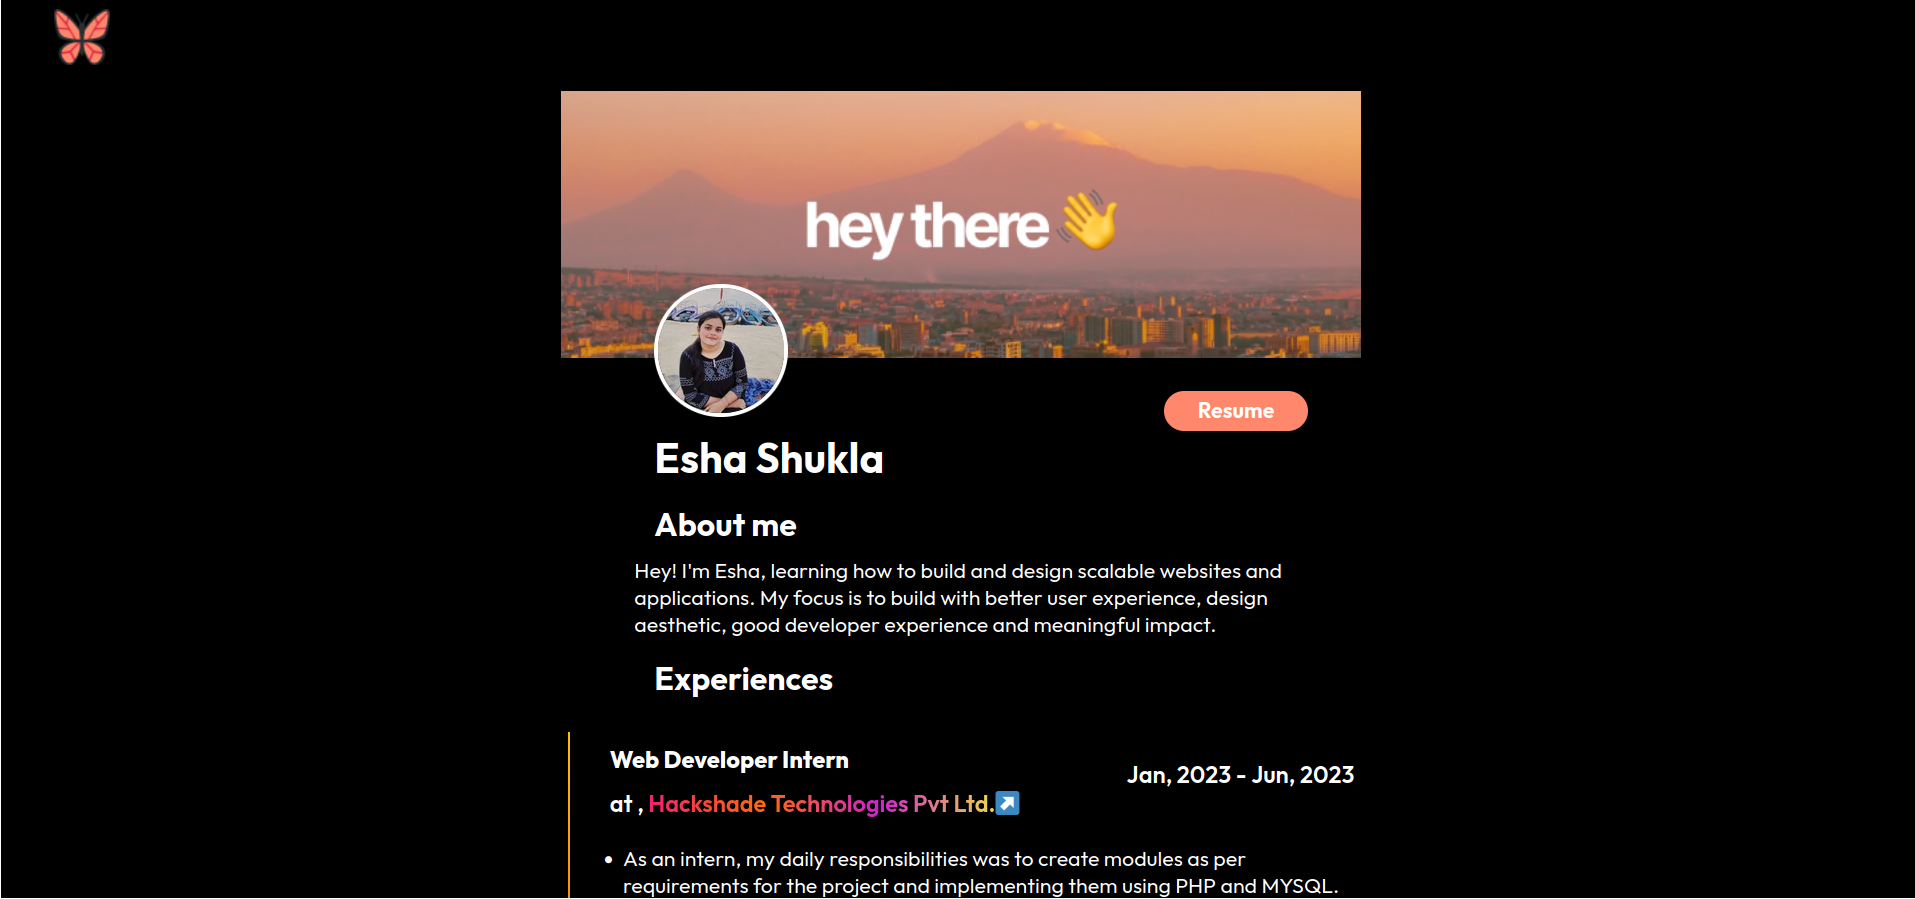 hey there 👋
Resume
Esha Shukla
About me
Hey! I'm Esha, learning how to build and design scalable websites and
applications. My focus is to build with better user experience, design
aesthetic, good developer experience and meaningful impact.
Experiences
Web Developer Intern
Jan, 2023 - Jun, 2023
at , Hackshade Technologies Pvt Ltd.↗️
• As an intern, my daily responsibilities was to create modules as per
requirements for the project and implementing them using PHP and MYSQL.